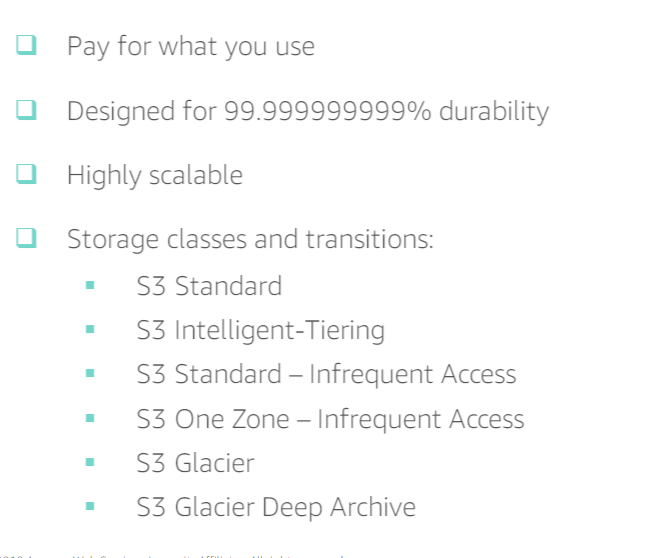 Pay for what you use
Designed for 99.999999999% durability
Highly scalable
Storage classes and transitions:
S3 Standard
S3 Intelligent-Tiering
S3 Standard – Infrequent Access
S3 One Zone – Infrequent Access
S3 Glacier
S3 Glacier Deep Archive